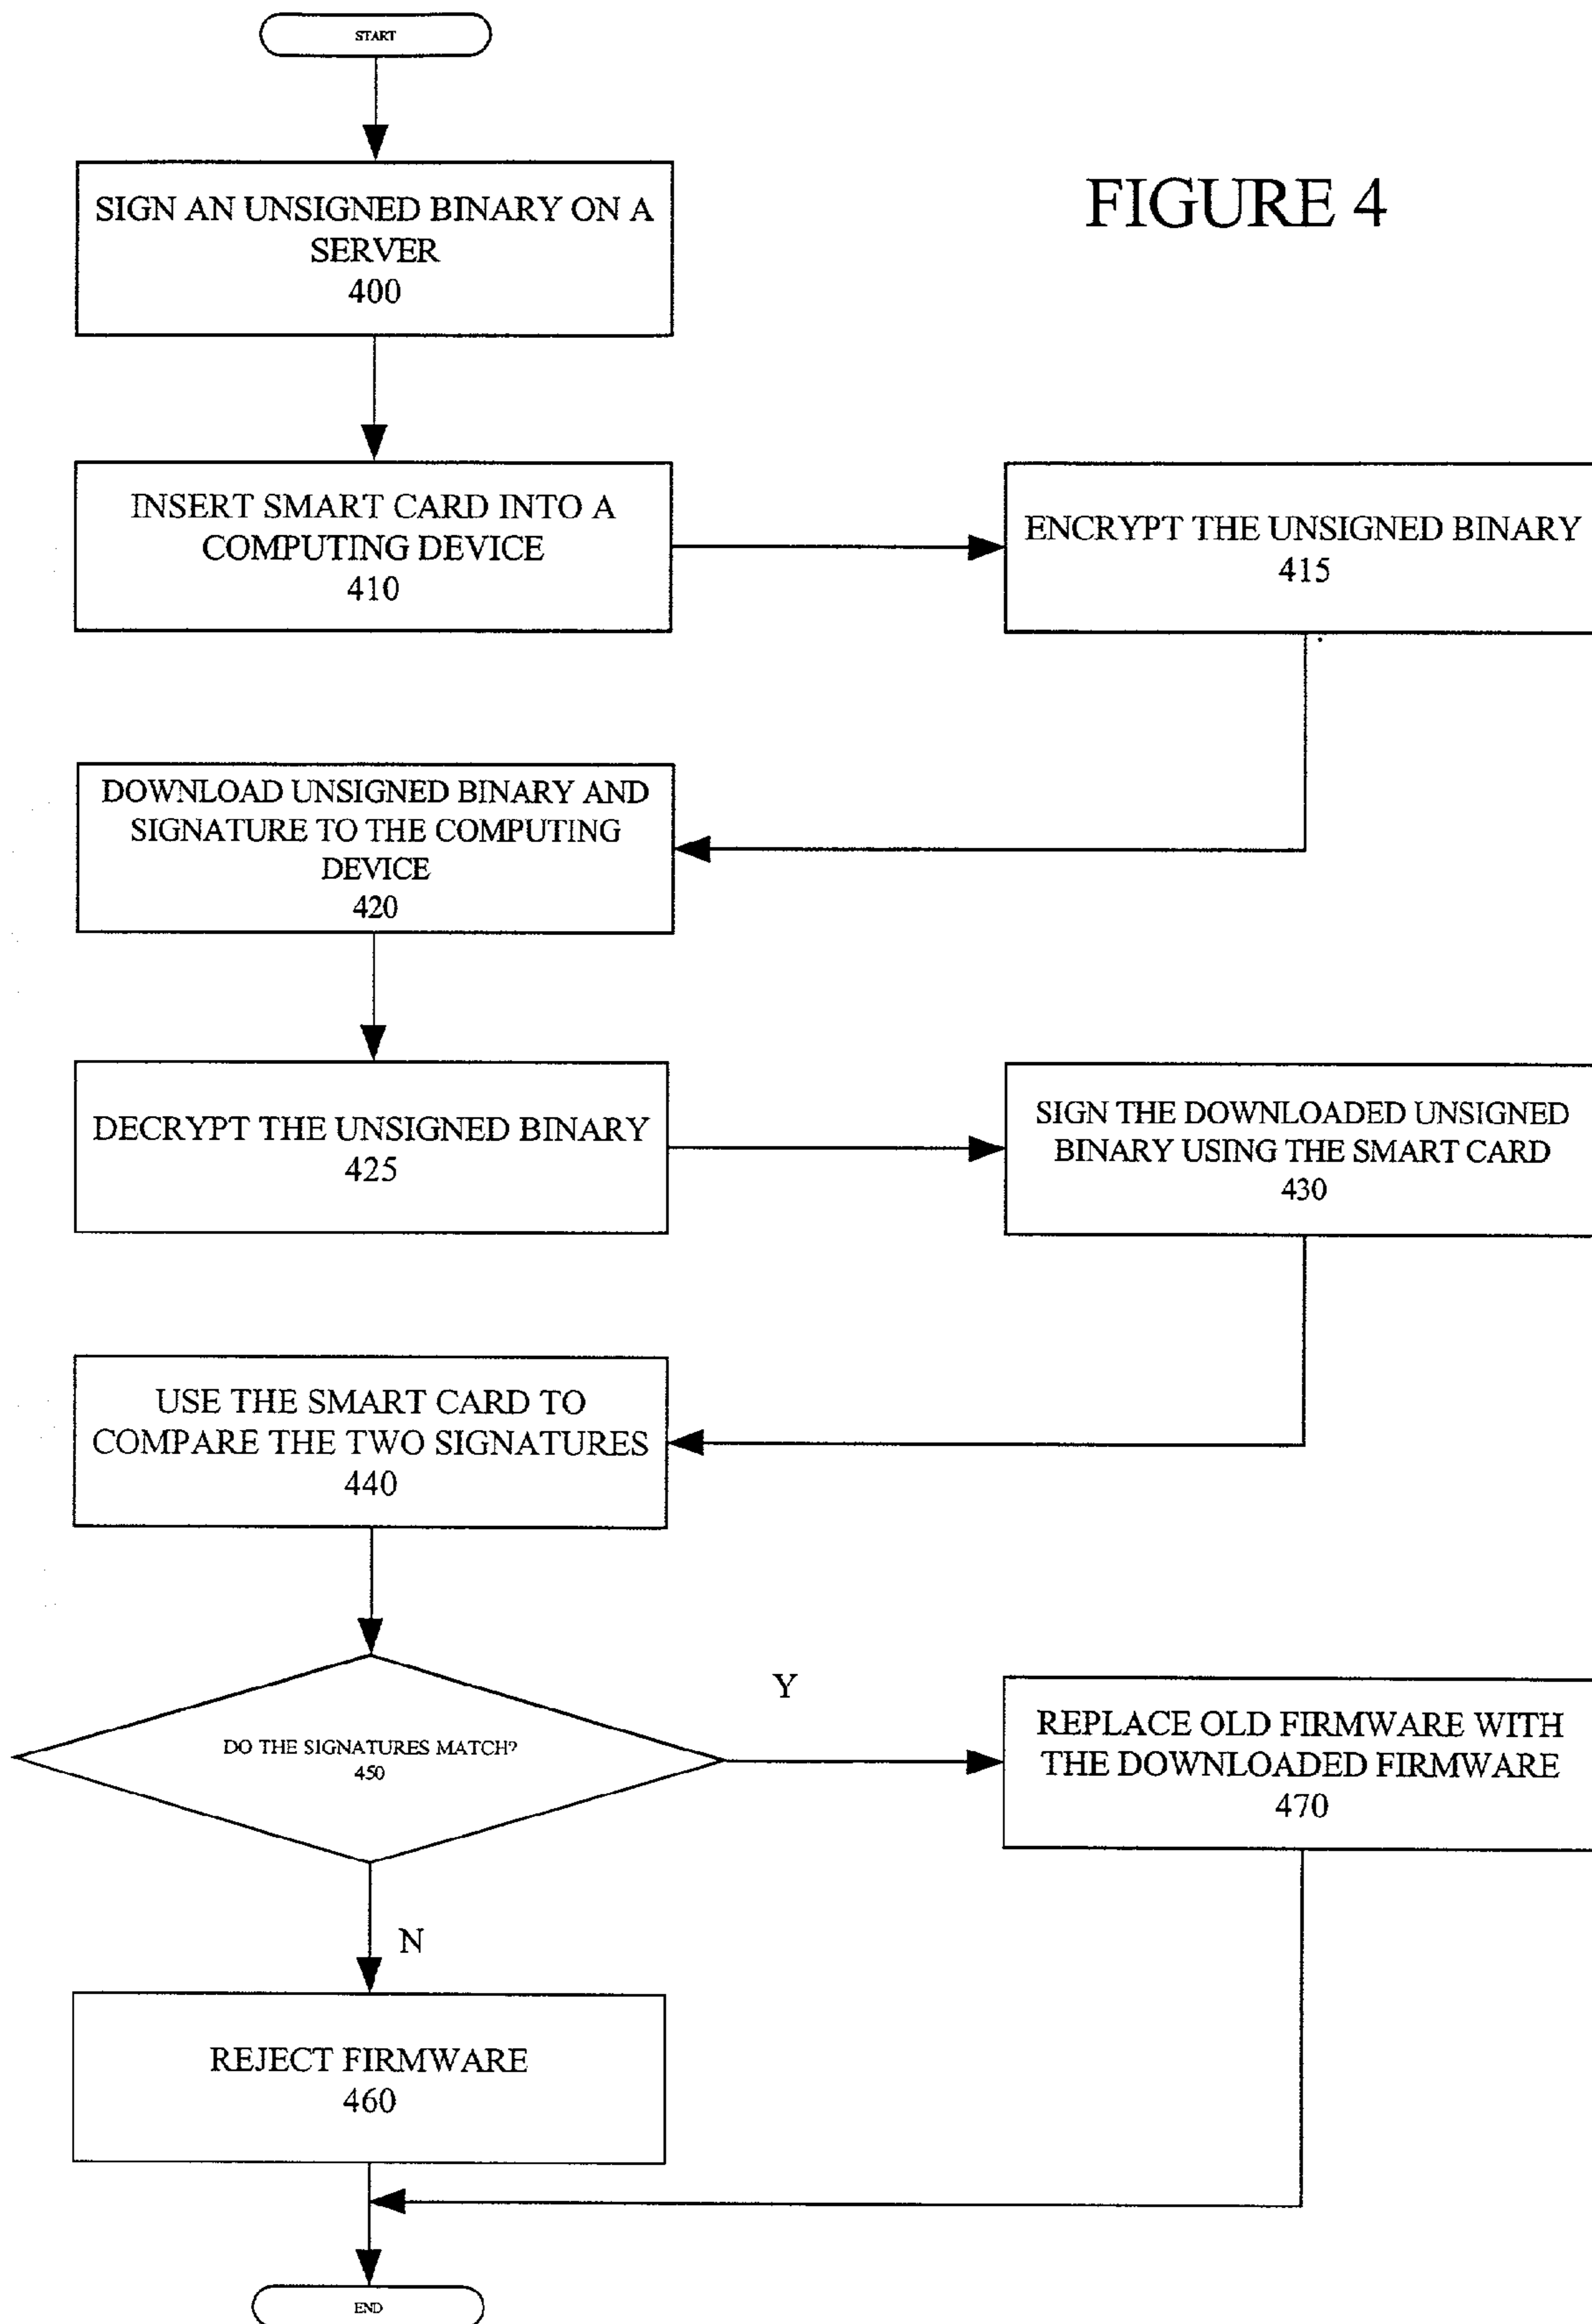 START
FIGURE 4
SIGN AN UNSIGNED BINARY ON A
SERVER
400
INSERT SMART CARD INTO A
COMPUTING DEVICE
410
ENCRYPT THE UNSIGNED BINARY
415
DOWNLOAD UNSIGNED BINARY AND
SIGNATURE TO THE COMPUTING
DEVICE
420
DECRYPT THE UNSIGNED BINARY
425
SIGN THE DOWNLOADED UNSIGNED
BINARY USING THE SMART CARD
430
USE THE SMART CARD TO
COMPARE THE TWO SIGNATURES
440
DO THE SIGNATURES MATCH?
450
Y
REPLACE OLD FIRMWARE WITH
THE DOWNLOADED FIRMWARE
470
N
REJECT FIRMWARE
460
END